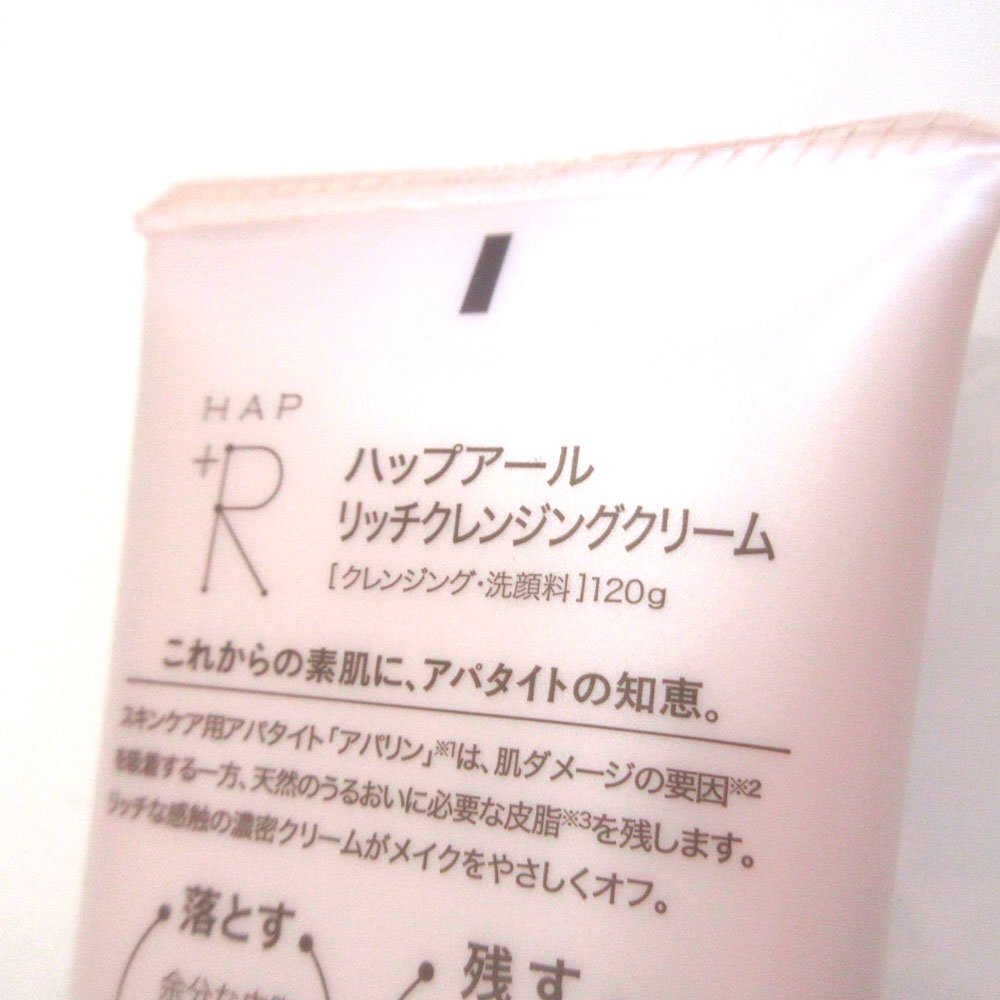 HAP
+R
ハップアール
リッチクレンジングクリーム
[クレンジング・洗顔料]120g
これからの素肌に、アパタイトの知恵。
スキンケア用アパタイト「アパリン」※1は、肌ダメージの要因※2
を吸着する一方、天然のうるおいに必要な皮脂※3を残します。
リッチな感触の濃密クリームがメイクをやさしくオフ。
落とす
残す
余分な